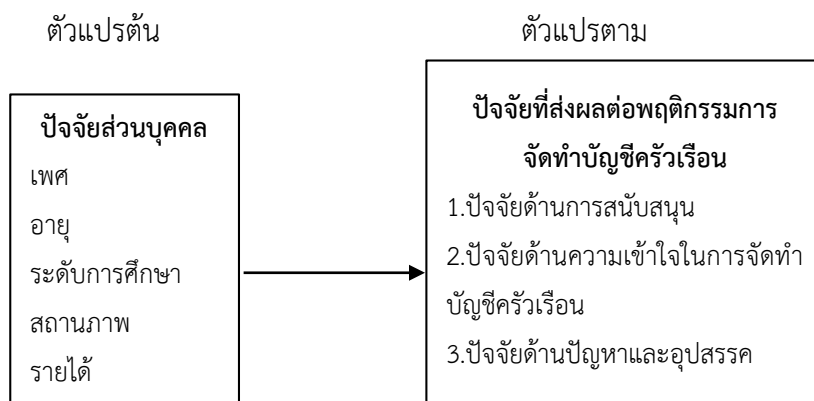 ตัวแปรต้น
ตัวแปรตาม
ปัจจัยส่วนบุคคล
เพศ
อายุ
ระดับการศึกษา
สถานภาพ
รายได้
ปัจจัยที่ส่งผลต่อพฤติกรรมการ
จัดทำบัญชีครัวเรือน
1.ปัจจัยด้านการสนับสนุน
2.ปัจจัยด้านความเข้าใจในการจัดทำ
บัญชีครัวเรือน
3.ปัจจัยด้านปัญหาและอุปสรรค